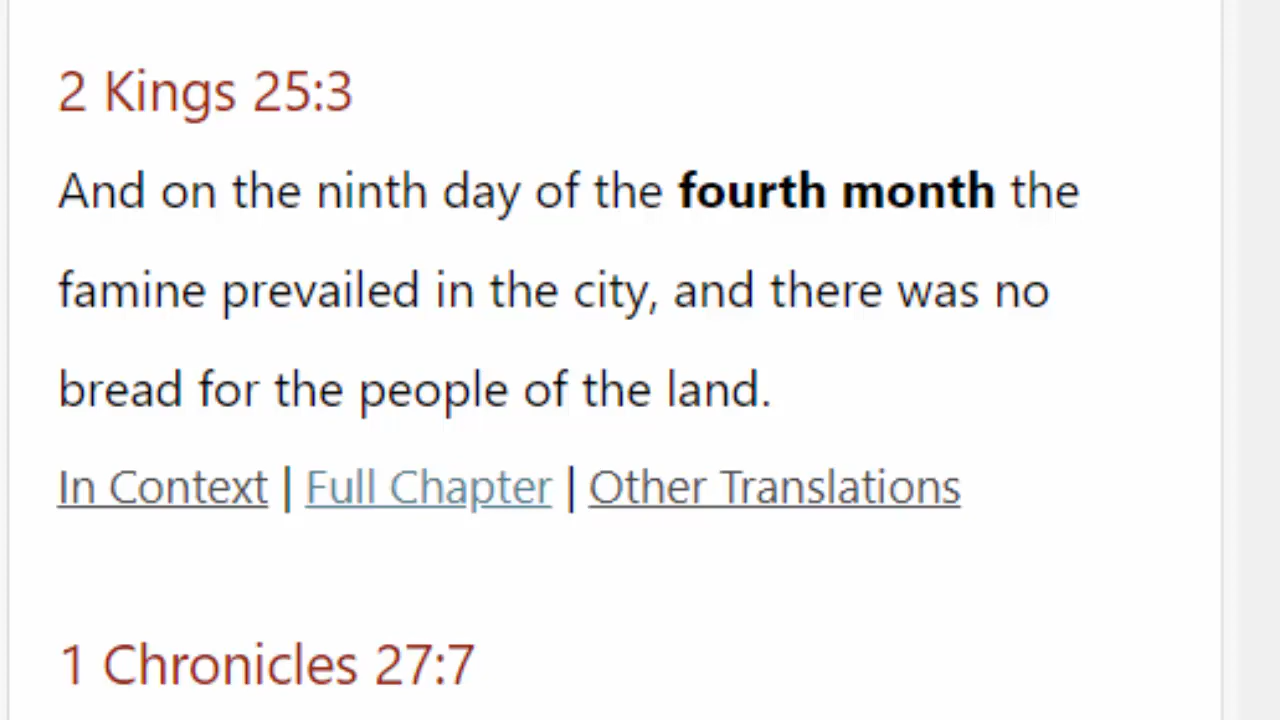 2 Kings 25:3
And on the ninth day of the fourth month the
famine prevailed in the city, and there was no
bread for the people of the land.
In Context | Full Chapter | Other Translations
1 Chronicles 27:7